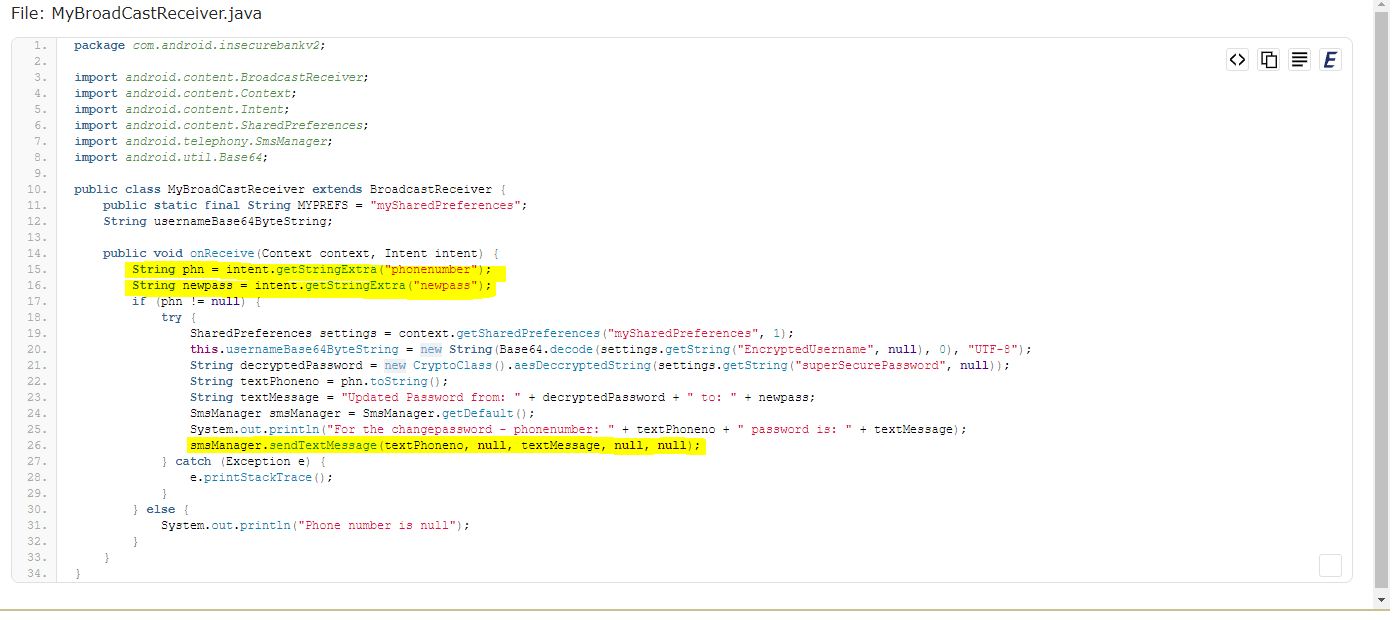 File: MyBroadCastReceiver.java
1. package com.android.insecurebankv2;
2.
3. import android.content.BroadcastReceiver;
4. import android.content.Context;
5. import android.content.Intent;
6. import android.content.SharedPreferences;
7. import android.telephony.SmsManager;
8. import android.util.Base64;
9.
10. public class MyBroadCastReceiver extends BroadcastReceiver {
11.     public static final String MYPREFS = "mySharedPreferences";
12.     String usernameBase64ByteString;
13.
14.     public void onReceive(Context context, Intent intent) {
15.         String phn = intent.getStringExtra("phonenumber");
16.         String newpass = intent.getStringExtra("newpass");
17.         if (phn != null) {
18.             try {
19.                 SharedPreferences settings = context.getSharedPreferences("mySharedPreferences", 1);
20.                 this.usernameBase64ByteString = new String(Base64.decode(settings.getString("EncryptedUsername", null), 0), "UTF-8");
21.                 String decryptedPassword = new CryptoClass().aesDeccryptedString(settings.getString("superSecurePassword", null));
22.                 String textPhoneno = phn.toString();
23.                 String textMessage = "Updated Password from: " + decryptedPassword + " to: " + newpass;
24.                 SmsManager smsManager = SmsManager.getDefault();
25.                 System.out.println("For the changepassword - phonenumber: " + textPhoneno + " password is: " + textMessage);
26.                 smsManager.sendTextMessage(textPhoneno, null, textMessage, null, null);
27.             } catch (Exception e) {
28.                 e.printStackTrace();
29.             }
30.         } else {
31.             System.out.println("Phone number is null");
32.         }
33.     }
34. }
<> E